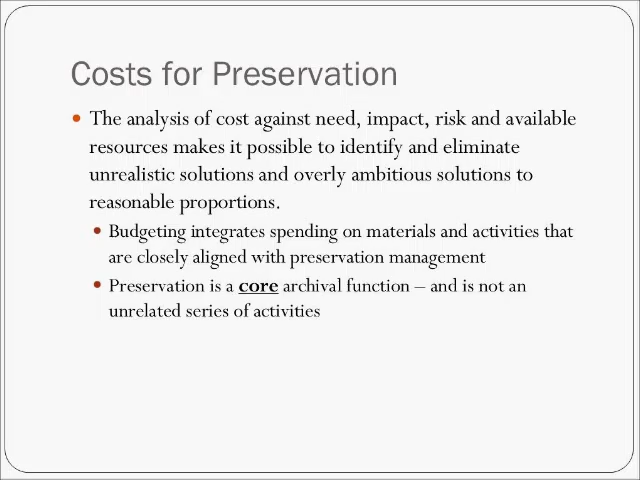 Costs for Preservation
• The analysis of cost against need, impact, risk and available
resources makes it possible to identify and eliminate
unrealistic solutions and overly ambitious solutions to
reasonable proportions.
• Budgeting integrates spending on materials and activities that
are closely aligned with preservation management
• Preservation is a core archival function – and is not an
unrelated series of activities